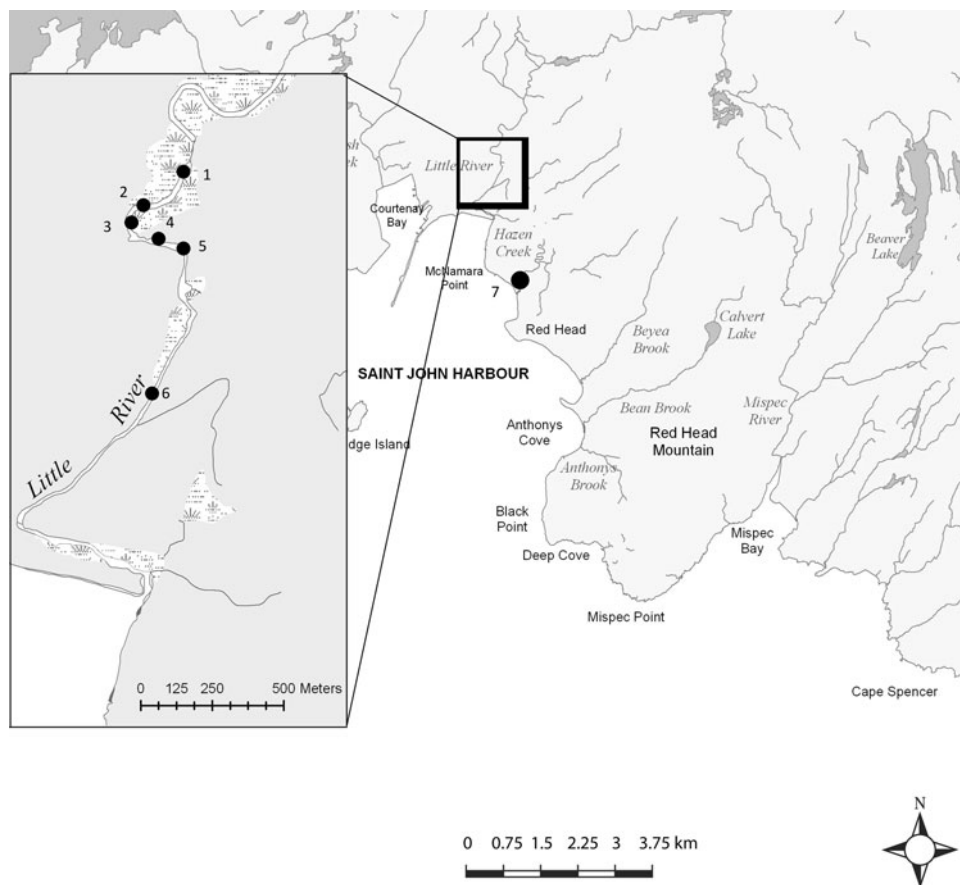 Little River
sh
k
Courtenay
Bay
Hazen
Creek
McNamara
Point
7
Red Head
Beaver
Lake
Calvert
Lake
Beyea
Brook
SAINT JOHN HARBOUR
Bean Brook
Mispec
River
Anthonys
Cove
Red Head
Mountain
dge Island
Anthonys
Brook
Black
Point
Deep Cove
Mispec
Bay
Mispec Point
Cape Spencer
1
2
3
4
5
6
Little River
0 125 250 500 Meters
0 0.75 1.5 2.25 3 3.75 km
N